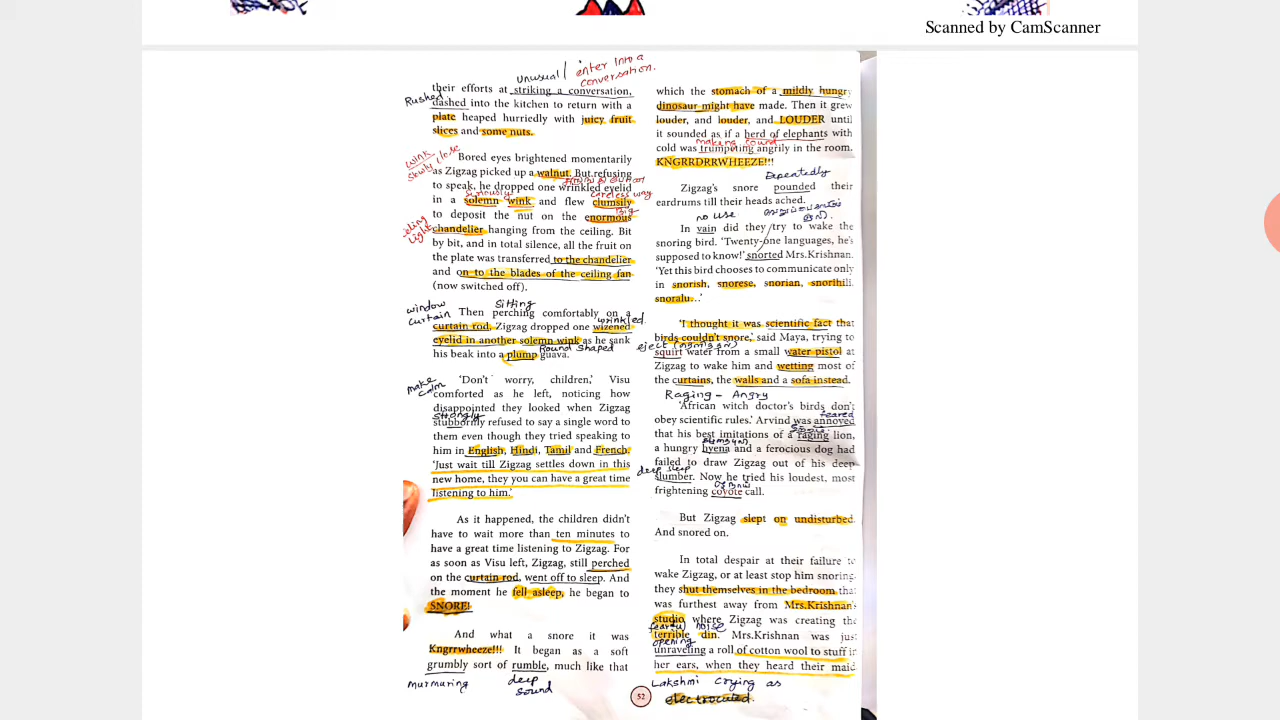 Scanned by CamScanner
unusual / enter into a
conversation.
their efforts at striking a conversation,
Rushed
dashed into the kitchen to return with a
plate heaped hurriedly with juicy fruit
slices and some nuts.
Bored eyes brightened momentarily
as Zigzag picked up a walnut. But refusing
to speak, he dropped one wrinkled eyelid
seriously careless way
in a solemn wink and flew clumsily
big
to deposit the nut on the enormous
chandelier hanging from the ceiling. Bit
by bit, and in total silence, all the fruit on
the plate was transferred to the chandelier
and on to the blades of the ceiling fan
(now switched off).
window
curtain
Sitting
Then perching comfortably on a
wrinkled
curtain rod, Zigzag dropped one wizened
eyelid in another solemn wink as he sank
Round shaped
his beak into a plump guava.
make
calm
'Don't worry, children,' Visu
comforted as he left, noticing how
disappointed they looked when Zigzag
strongly
stubbornly refused to say a single word to
them even though they tried speaking to
him in English, Hindi, Tamil and French.
'Just wait till Zigzag settles down in this
new home, they you can have a great time
listening to him.'
As it happened, the children didn't
have to wait more than ten minutes to
have a great time listening to Zigzag. For
as soon as Visu left, Zigzag, still perched
on the curtain rod, went off to sleep. And
the moment he fell asleep, he began to
SNORE!
And what a snore it was
Kngrrwheeze!!! It began as a soft
grumbly sort of rumble, much like that
murmuring deep
sound
52
which the stomach of a mildly hungry
dinosaur might have made. Then it grew
louder, and louder, and LOUDER until
it sounded as if a herd of elephants with
making sound
cold was trumpeting angrily in the room.
KNGRRDRRWHEEZE!!!
Repeatedly
Zigzag's snore pounded their
eardrums till their heads ached.
no use
In vain did they try to wake the
snoring bird. 'Twenty-one languages, he's
supposed to know!' snorted Mrs.Krishnan.
'Yet this bird chooses to communicate only
in snorish, snorese, snorian, snorihili,
snoralu...'
'I thought it was scientific fact that
birds couldn't snore,' said Maya, trying to
eject
squirt water from a small water pistol at
Zigzag to wake him and wetting most of
the curtains, the walls and a sofa instead.
Raging - Angry
'African witch doctor's birds don't
obey scientific rules.' Arvind was annoyed
that his best imitations of a raging lion,
a hungry hyena and a ferocious dog had
failed to draw Zigzag out of his deep
deep sleep
slumber. Now he tried his loudest, most
frightening coyote call.
But Zigzag slept on undisturbed.
And snored on.
In total despair at their failure to
wake Zigzag, or at least stop him snoring,
they shut themselves in the bedroom that
was furthest away from Mrs.Krishnan's
studio where Zigzag was creating the
noise
terrible din. Mrs.Krishnan was just
opening
unraveling a roll of cotton wool to stuff in
her ears, when they heard their maid
Lakshmi crying as
electrocuted.